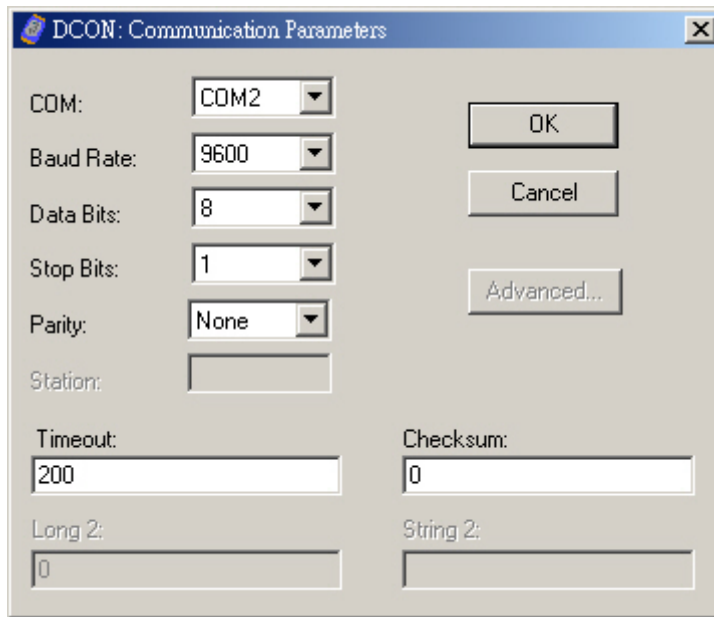 DCON: Communication Parameters
COM: COM2
Baud Rate: 9600
Data Bits: 8
Stop Bits: 1
Parity: None
Station:
OK
Cancel
Advanced...
Timeout: Checksum:
200 0
Long 2: String 2:
0